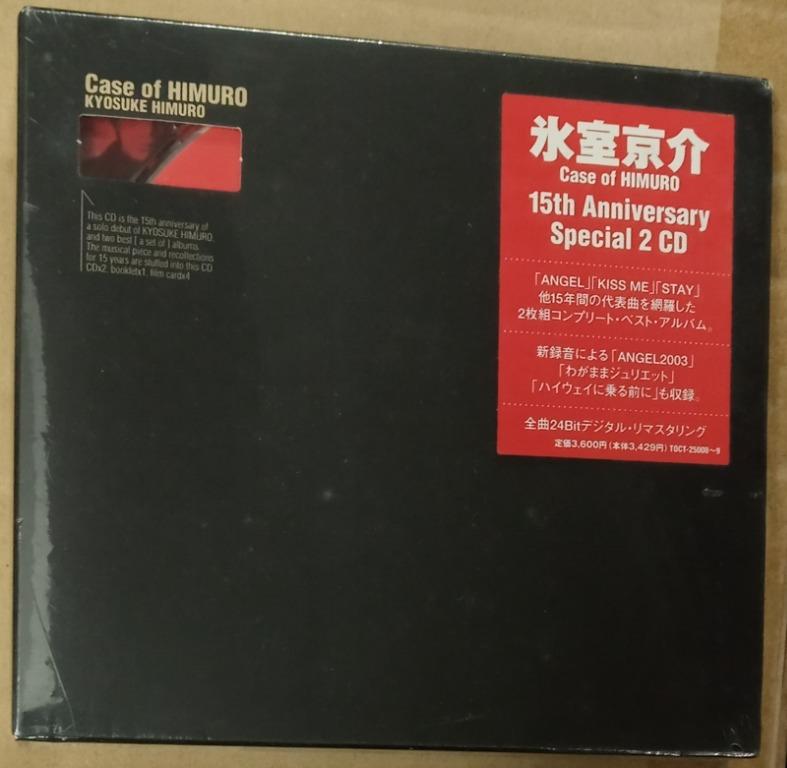 Case of HIMURO
KYOSUKE HIMURO
This CD is the 15th anniversary of
a solo debut of KYOSUKE HIMURO.
and two best [ a set of ] albums.
The musical piece and recollections
for 15 years are stuffed into this CD
CDx2, bookletx1, film cardx4
氷室京介
Case of HIMURO
15th Anniversary
Special 2 CD
「ANGEL」「KISS ME」「STAY」
他15年間の代表曲を網羅した
2枚組コンプリート・ベスト・アルバム。
新録音による「ANGEL2003」
「わがままジュリエット」
「ハイウェイに乗る前に」も収録。
全曲24Bitデジタル・リマスタリング
定価3,600円(本体3,429円) TOCT-25008〜9